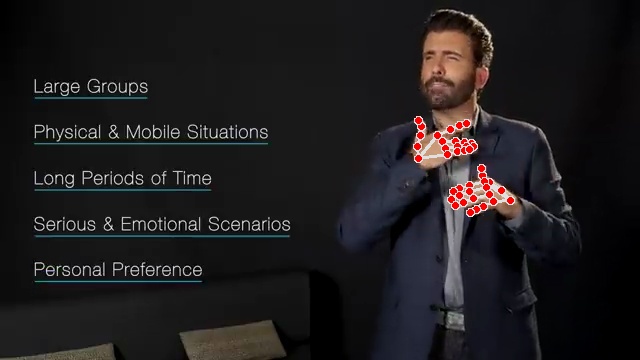 Large Groups
Physical & Mobile Situations
Long Periods of Time
Serious & Emotional Scenarios
Personal Preference